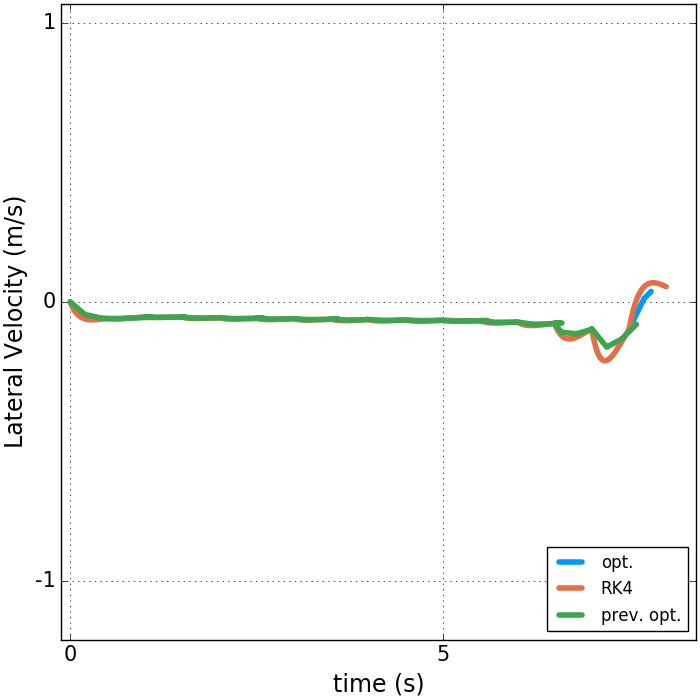 1
0
-1
Lateral Velocity (m/s)
0
5
time (s)
opt.
RK4
prev. opt.